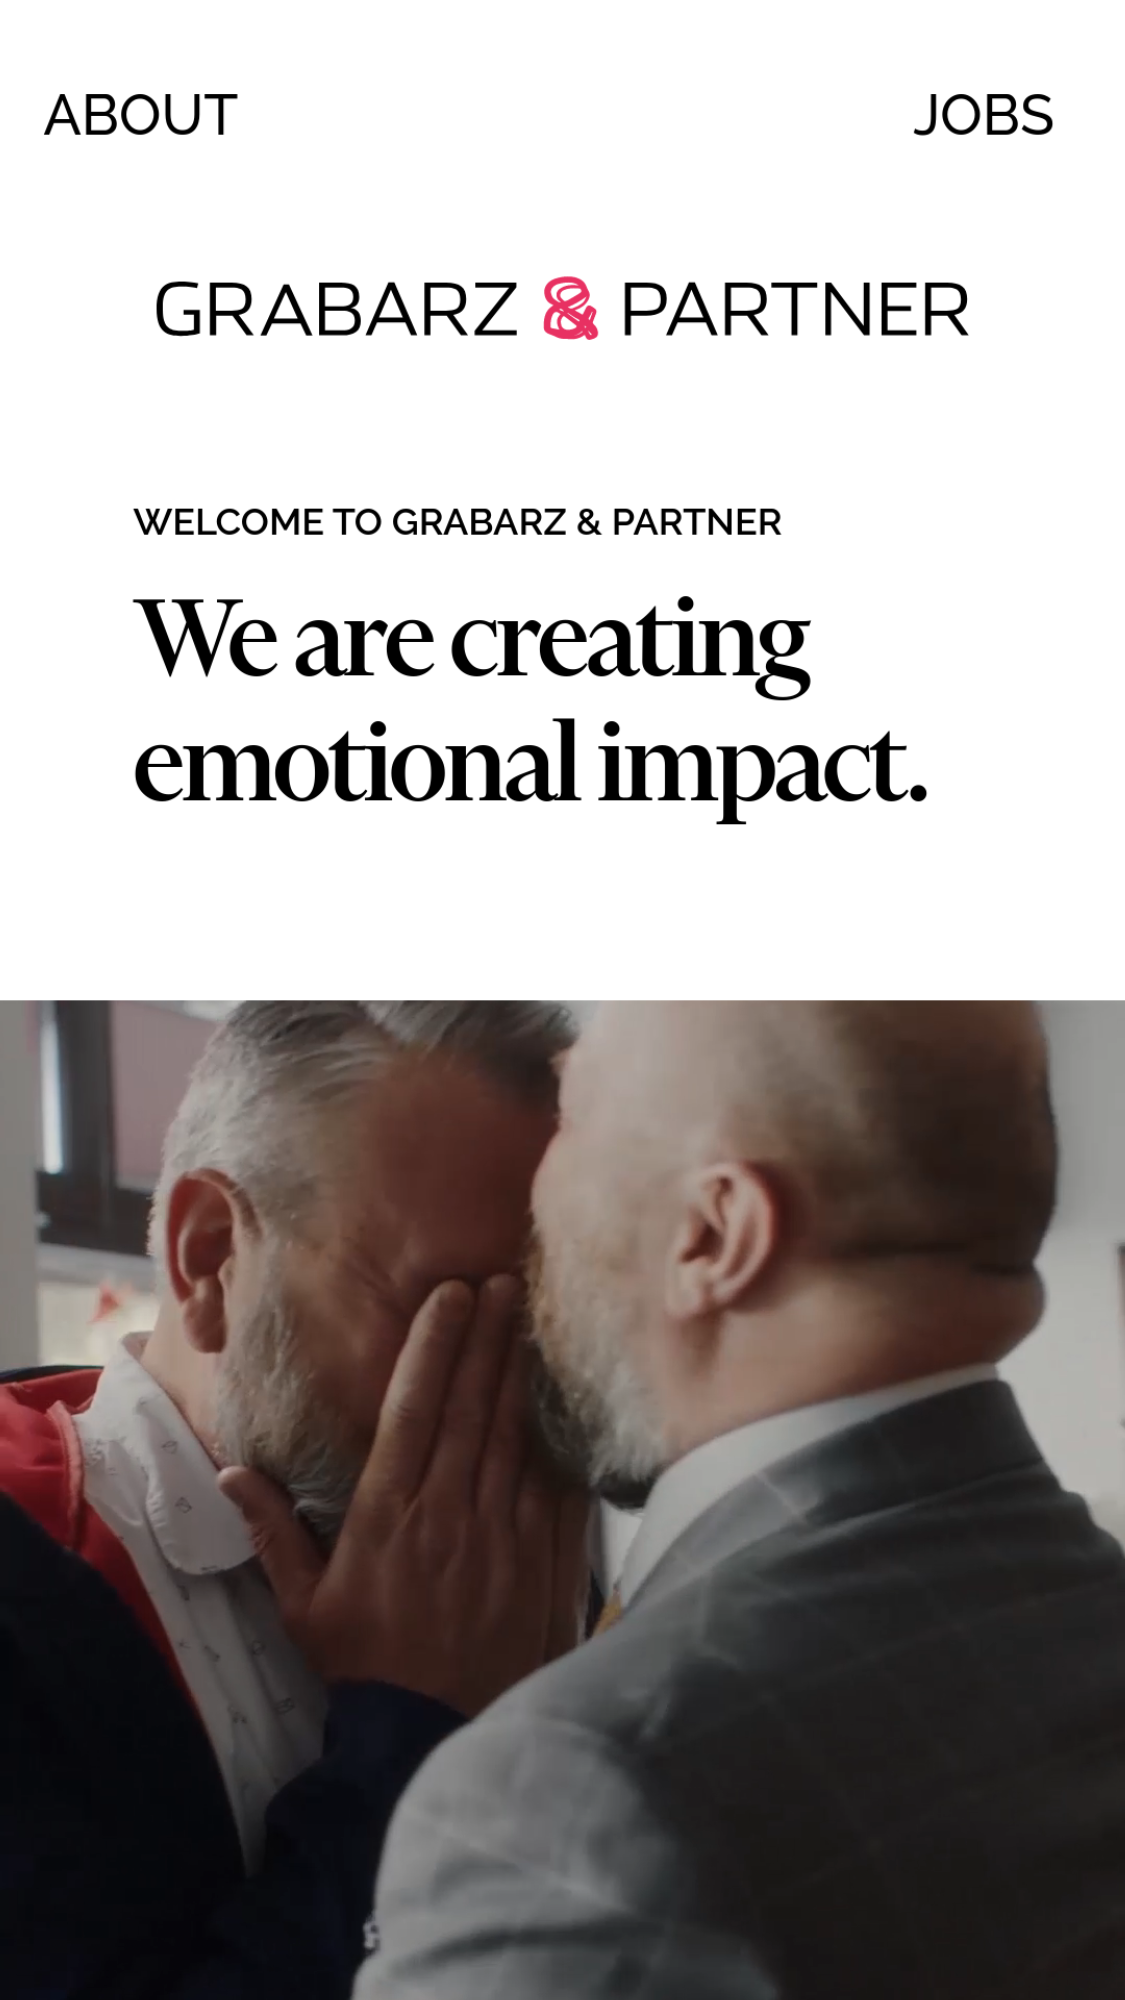 ABOUT
JOBS
GRABARZ & PARTNER
WELCOME TO GRABARZ & PARTNER
We are creating
emotional impact.